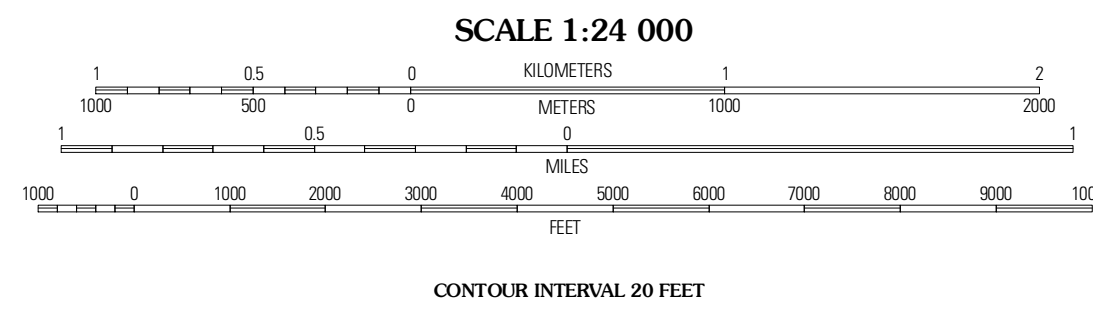 SCALE 1:24 000
1 0.5 0 KILOMETERS 1 2
1000 500 0 METERS 1000 2000
1 0.5 0 1
MILES
1000 0 1000 2000 3000 4000 5000 6000 7000 8000 9000 100
FEET
CONTOUR INTERVAL 20 FEET